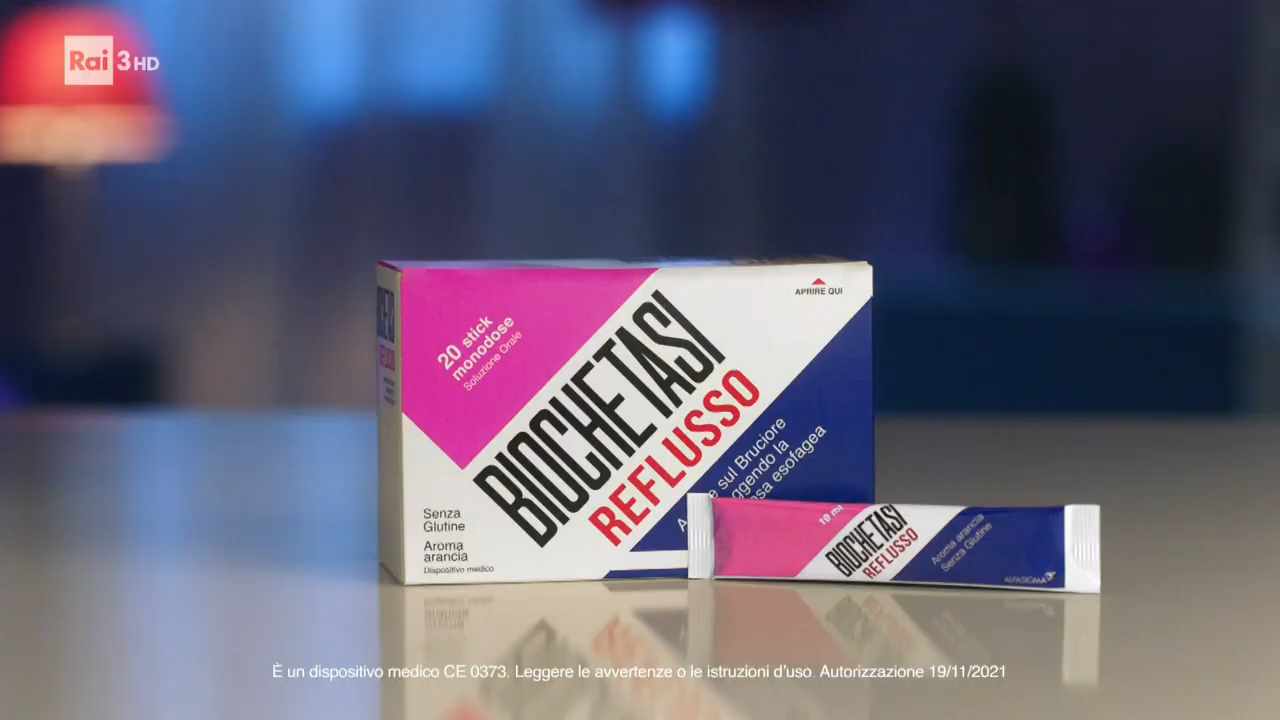 Rai 3HD
APRIRE QUI
20 stick
monodose
Soluzione Orale
BIOCHETASI
REFLUSSO
sul Bruciore
la
esofagea
Senza
Glutine
Aroma
arancia
Dispositivo medico
10 ml
BIOCHETASI
REFLUSSO
Aroma arancia
Senza Glutine
ALFASIGMA
È un dispositivo medico CE 0373. Leggere le avvertenze o le istruzioni d'uso. Autorizzazione 19/11/2021